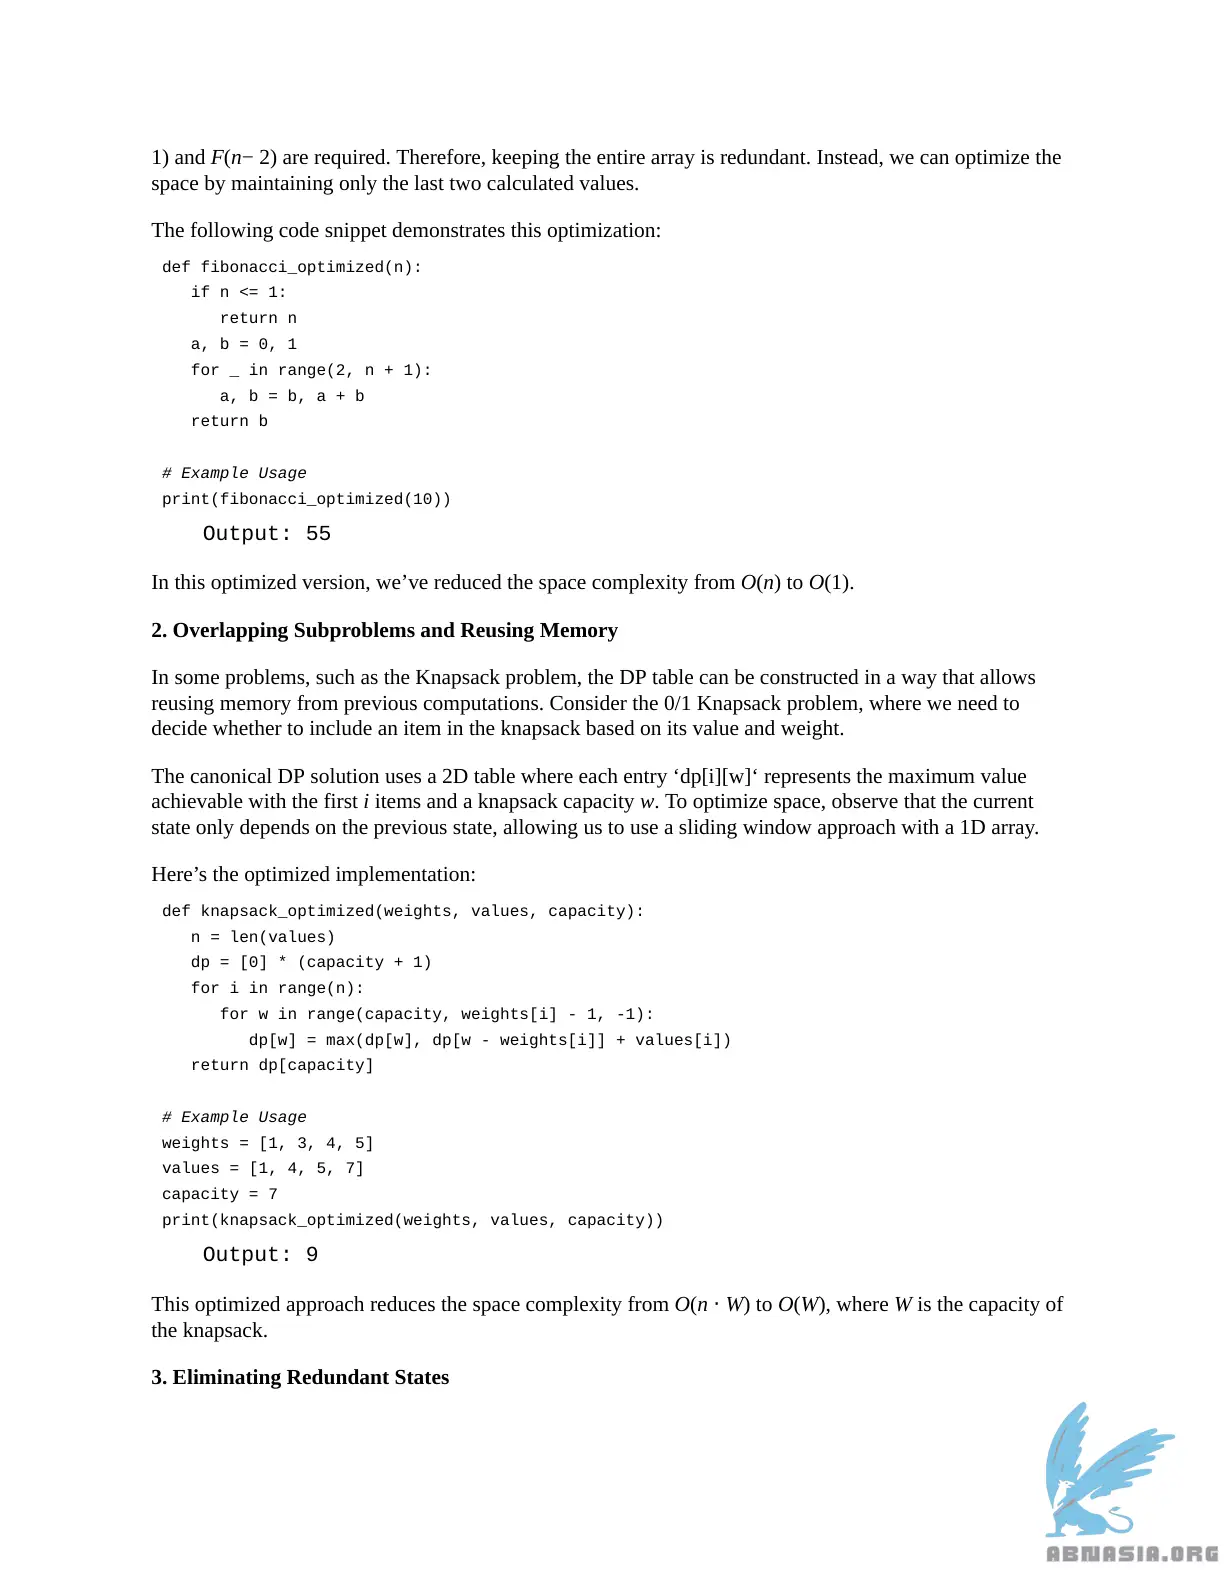 1) and F(n− 2) are required. Therefore, keeping the entire array is redundant. Instead, we can optimize the
space by maintaining only the last two calculated values.
The following code snippet demonstrates this optimization:
def fibonacci_optimized(n):
   if n <= 1:
      return n
   a, b = 0, 1
   for _ in range(2, n + 1):
      a, b = b, a + b
   return b
# Example Usage
print(fibonacci_optimized(10))
Output: 55
In this optimized version, we’ve reduced the space complexity from O(n) to O(1).
2. Overlapping Subproblems and Reusing Memory
In some problems, such as the Knapsack problem, the DP table can be constructed in a way that allows
reusing memory from previous computations. Consider the 0/1 Knapsack problem, where we need to
decide whether to include an item in the knapsack based on its value and weight.
The canonical DP solution uses a 2D table where each entry ‘dp[i][w]‘ represents the maximum value
achievable with the first i items and a knapsack capacity w. To optimize space, observe that the current
state only depends on the previous state, allowing us to use a sliding window approach with a 1D array.
Here’s the optimized implementation:
def knapsack_optimized(weights, values, capacity):
   n = len(values)
   dp = [0] * (capacity + 1)
   for i in range(n):
      for w in range(capacity, weights[i] - 1, -1):
         dp[w] = max(dp[w], dp[w - weights[i]] + values[i])
   return dp[capacity]
# Example Usage
weights = [1, 3, 4, 5]
values = [1, 4, 5, 7]
capacity = 7
print(knapsack_optimized(weights, values, capacity))
Output: 9
This optimized approach reduces the space complexity from O(n ⋅ W) to O(W), where W is the capacity of
the knapsack.
3. Eliminating Redundant States
ABNASIA.ORG